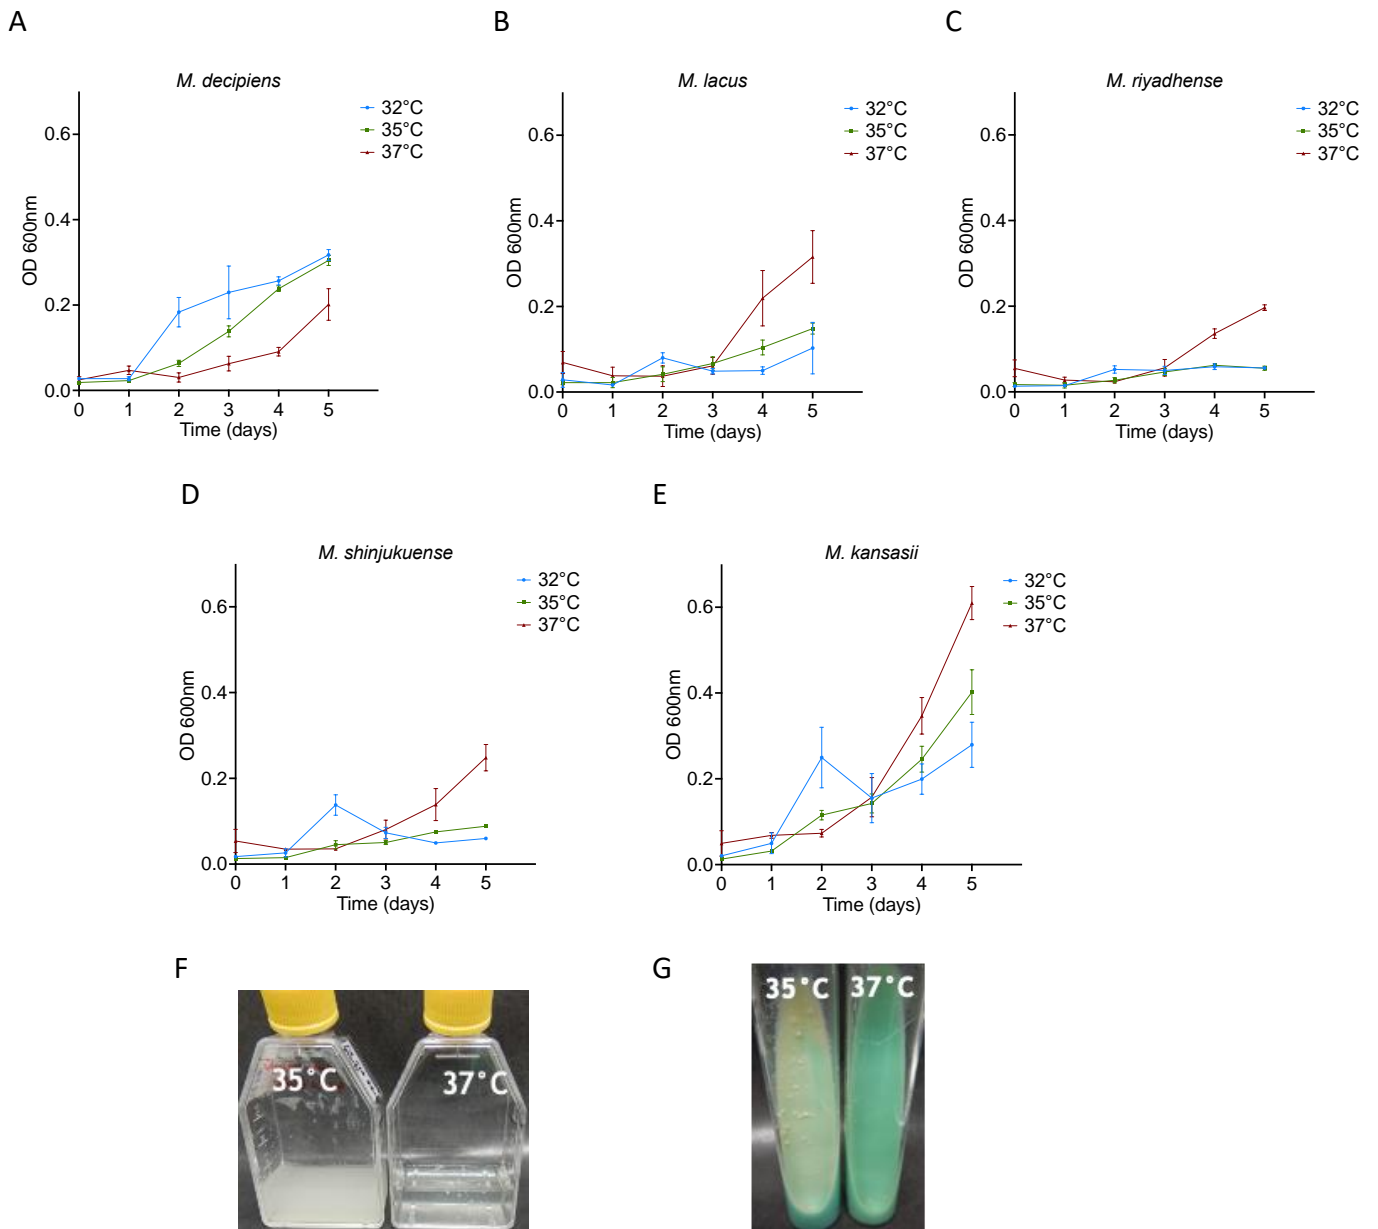 A
B
C
M. decipiens
32°C
35°C
37°C
OD 600nm
0.6
0.4
0.2
0.0
0 1 2 3 4 5
Time (days)
M. lacus
32°C
35°C
37°C
OD 600nm
0.6
0.4
0.2
0.0
0 1 2 3 4 5
Time (days)
M. riyadhense
32°C
35°C
37°C
OD 600nm
0.6
0.4
0.2
0.0
0 1 2 3 4 5
Time (days)
D
E
M. shinjukuense
32°C
35°C
37°C
OD 600nm
0.6
0.4
0.2
0.0
0 1 2 3 4 5
Time (days)
M. kansasii
32°C
35°C
37°C
OD 600nm
0.6
0.4
0.2
0.0
0 1 2 3 4 5
Time (days)
F
35°C
37°C
G
35°C
37°C